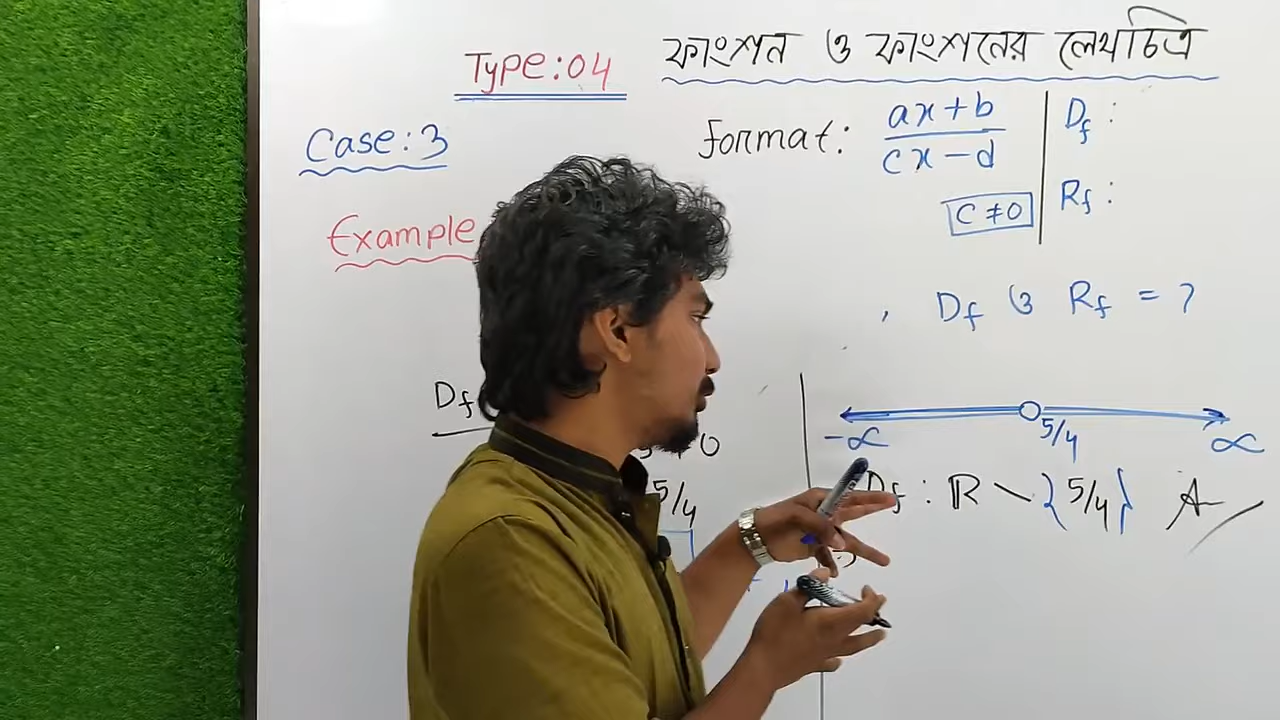 Type:04 ফাংশন ও ফাংশনের লেখচিত্র
Case:3
Format: ax+b / cx-d
C ≠ 0
D_f :
R_f :
Example
, D_f ও R_f = ?
D_f
≠ 0
5/4
-∝ 5/4 ∝
D_f : ℝ \ {5/4} A